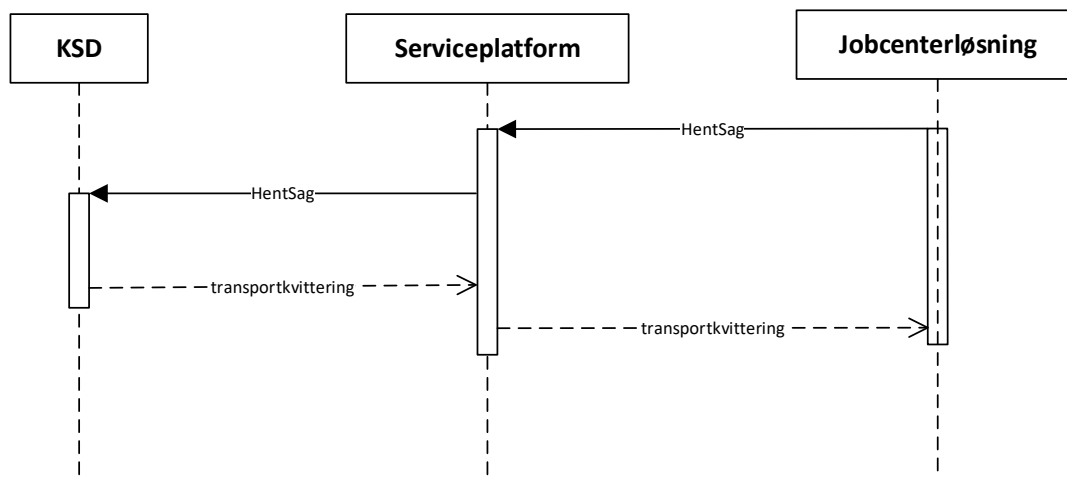 KSD
Serviceplatform
Jobcenterløsning
HentSag
HentSag
transportkvittering
transportkvittering